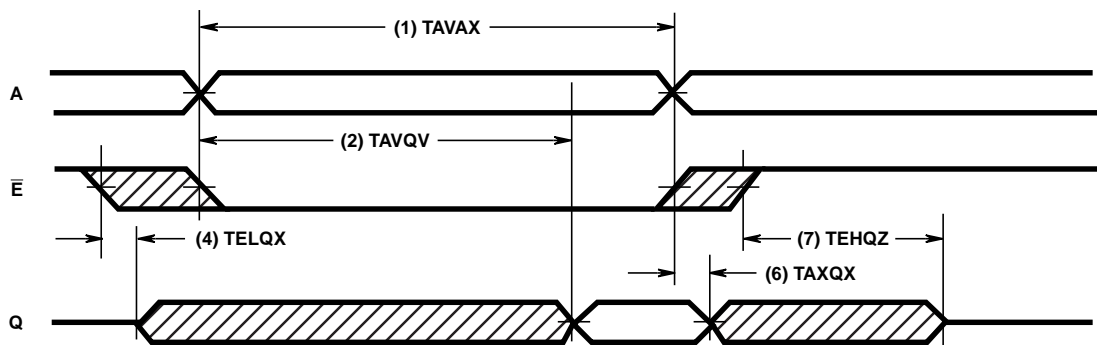 (1) TAVAX
A
(2) TAVQV
E̅
(4) TELQX
(7) TEHQZ
(6) TAXQX
Q